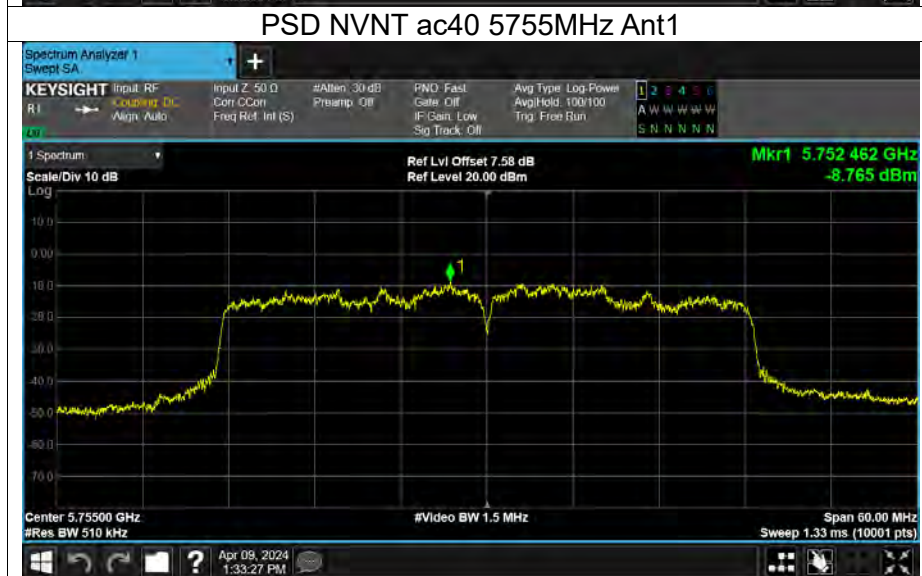 PSD NVNT ac40 5755MHz Ant1
Spectrum Analyzer 1
Swept SA
+
KEYSIGHT Input: RF Input Z: 50 Ω #Atten: 30 dB PNO: Fast Avg Type: Log-Power 1 2 3 4 5 6
Coupling: DC Corr CCorr Preamp: Off Gate: Off Avg|Hold: 100/100 A W W W W W
Align: Auto Freq Ref: Int (S) IF Gain: Low Trig: Free Run
Sig Track: Off S N N N N N
1 Spectrum Ref Lvl Offset 7.58 dB Mkr1 5.752 462 GHz
Scale/Div 10 dB Ref Level 20.00 dBm -8.765 dBm
Log
10.0
0.00
1
-10.0
-20.0
-30.0
-40.0
-50.0
-60.0
-70.0
Center 5.75500 GHz #Video BW 1.5 MHz Span 60.00 MHz
#Res BW 510 kHz Sweep 1.33 ms (10001 pts)
? Apr 09, 2024
1:33:27 PM